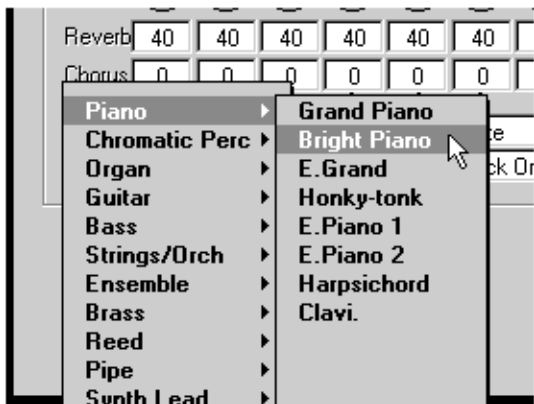 Reverb 40 40 40 40 40 40
Chorus 0 0 0 0 0 0
Piano
Chromatic Perc
Organ
Guitar
Bass
Strings/Orch
Ensemble
Brass
Reed
Pipe
Synth Lead
Grand Piano
Bright Piano
E.Grand
Honky-tonk
E.Piano 1
E.Piano 2
Harpsichord
Clavi.